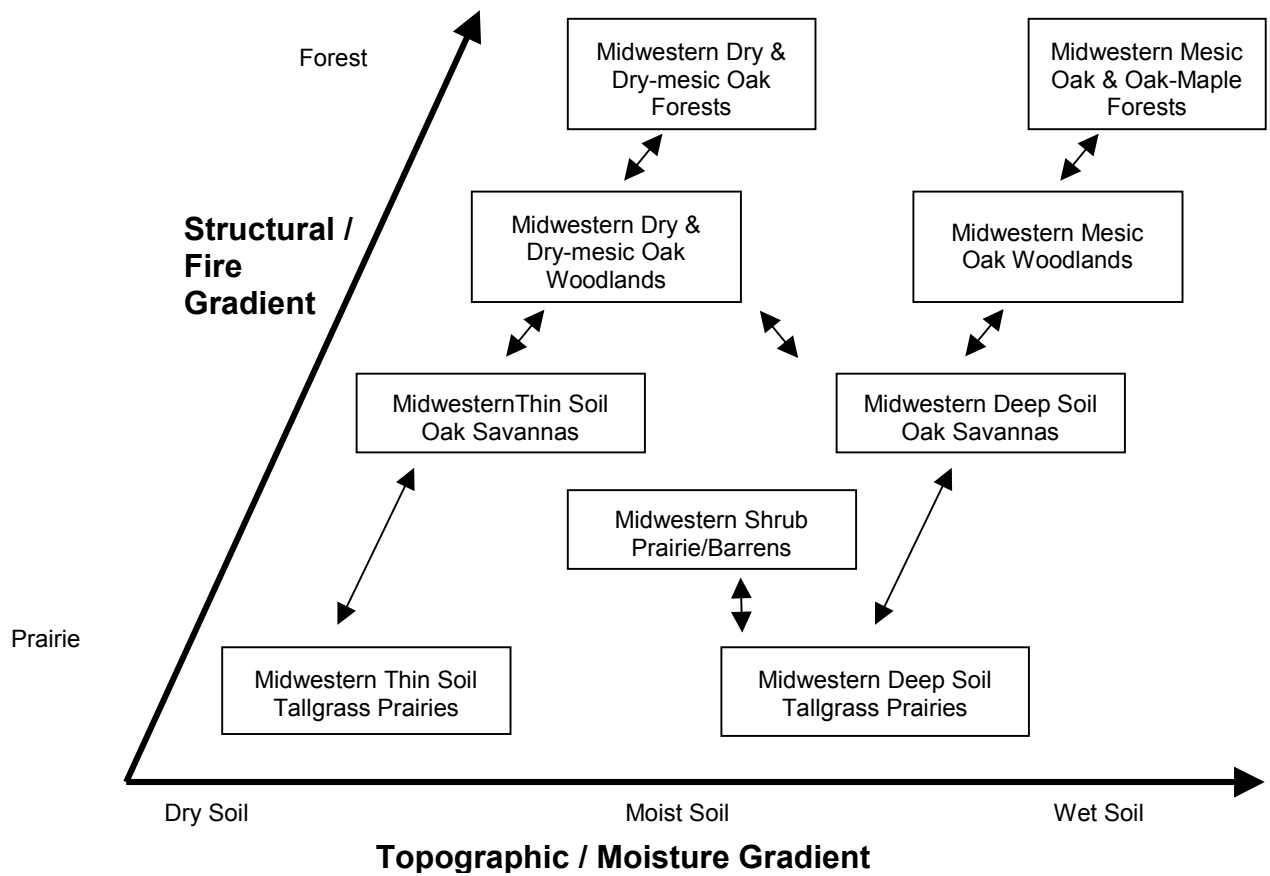 Forest
Midwestern Dry &
Dry-mesic Oak
Forests
Midwestern Mesic
Oak & Oak-Maple
Forests
Structural /
Fire
Gradient
Midwestern Dry &
Dry-mesic Oak
Woodlands
Midwestern Mesic
Oak Woodlands
MidwesternThin Soil
Oak Savannas
Midwestern Deep Soil
Oak Savannas
Midwestern Shrub
Prairie/Barrens
Prairie
Midwestern Thin Soil
Tallgrass Prairies
Midwestern Deep Soil
Tallgrass Prairies
Dry Soil
Moist Soil
Wet Soil
Topographic / Moisture Gradient